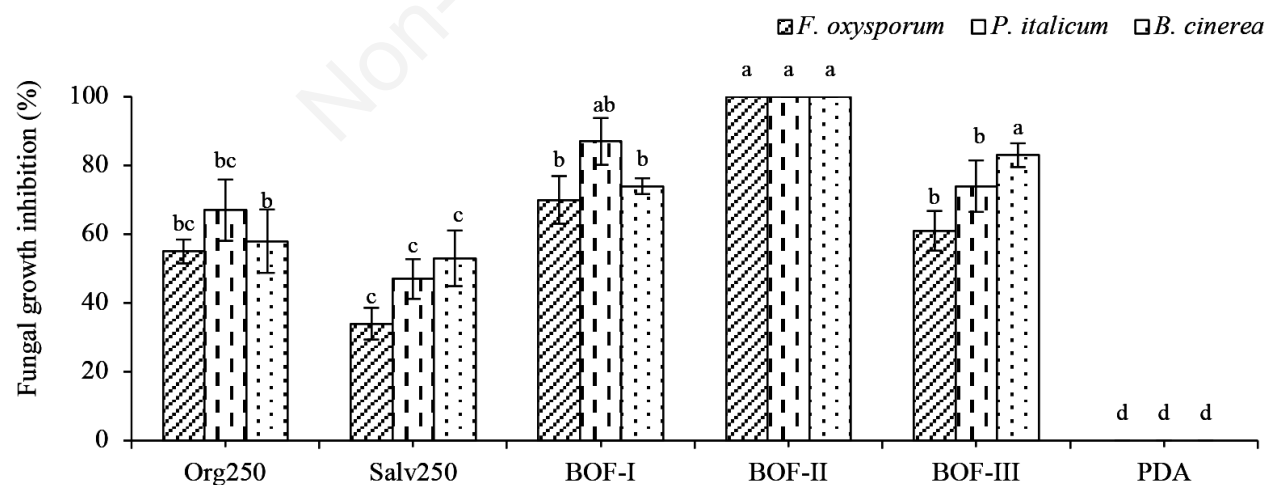 Non-
F. oxysporum P. italicum B. cinerea
Fungal growth inhibition (%)
100
80
60
40
20
0
bc bc b
c c c
b ab b
a a a
b b a
d d d
Org250 Salv250 BOF-I BOF-II BOF-III PDA